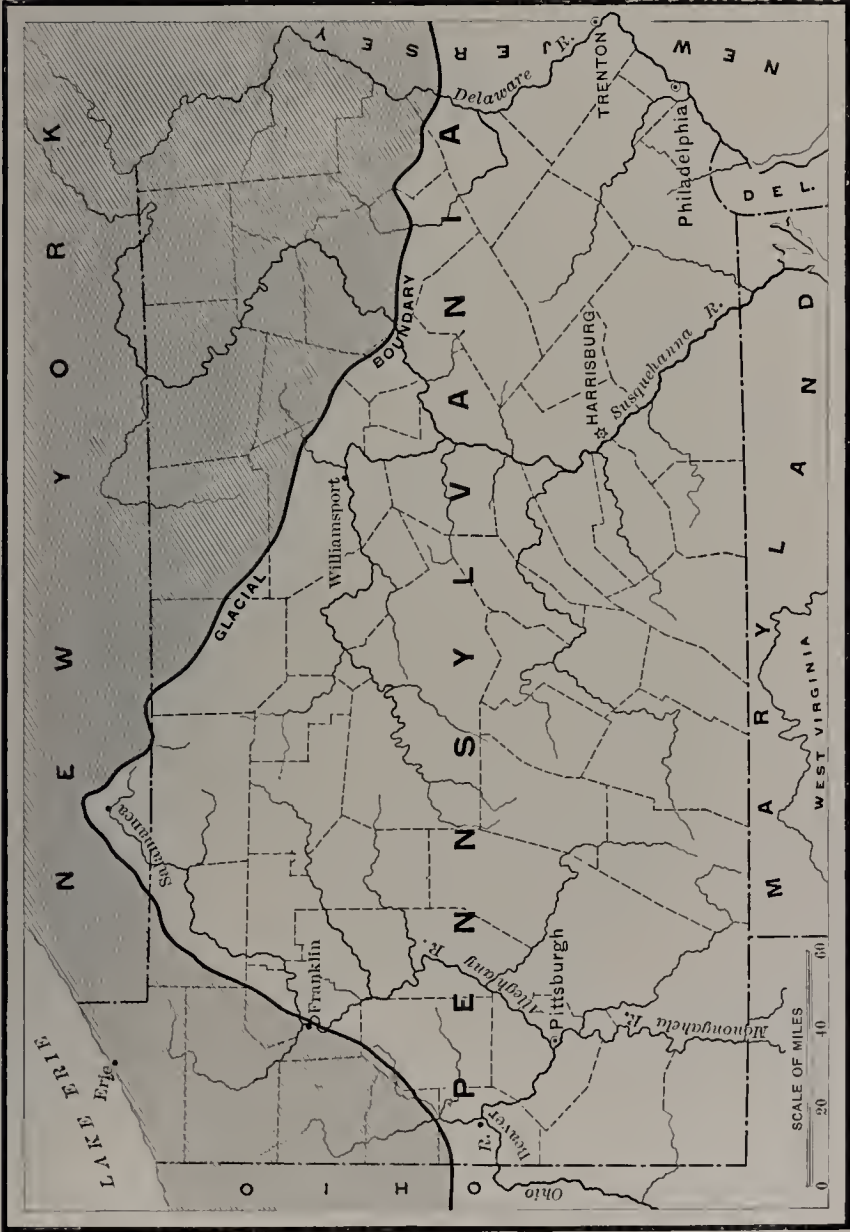 NEW YORK
LAKE ERIE
Erie
Salamanca
GLACIAL BOUNDARY
Franklin
Williamsport
NEW JERSEY
Delaware R.
TRENTON
Philadelphia
PENNSYLVANIA
OHIO
R.
Beaver
Ohio
Alleghany R.
Pittsburgh
Monongahela R.
HARRISBURG
Susquehanna R.
DEL.
MARYLAND
WEST VIRGINIA
SCALE OF MILES
0 20 40 60